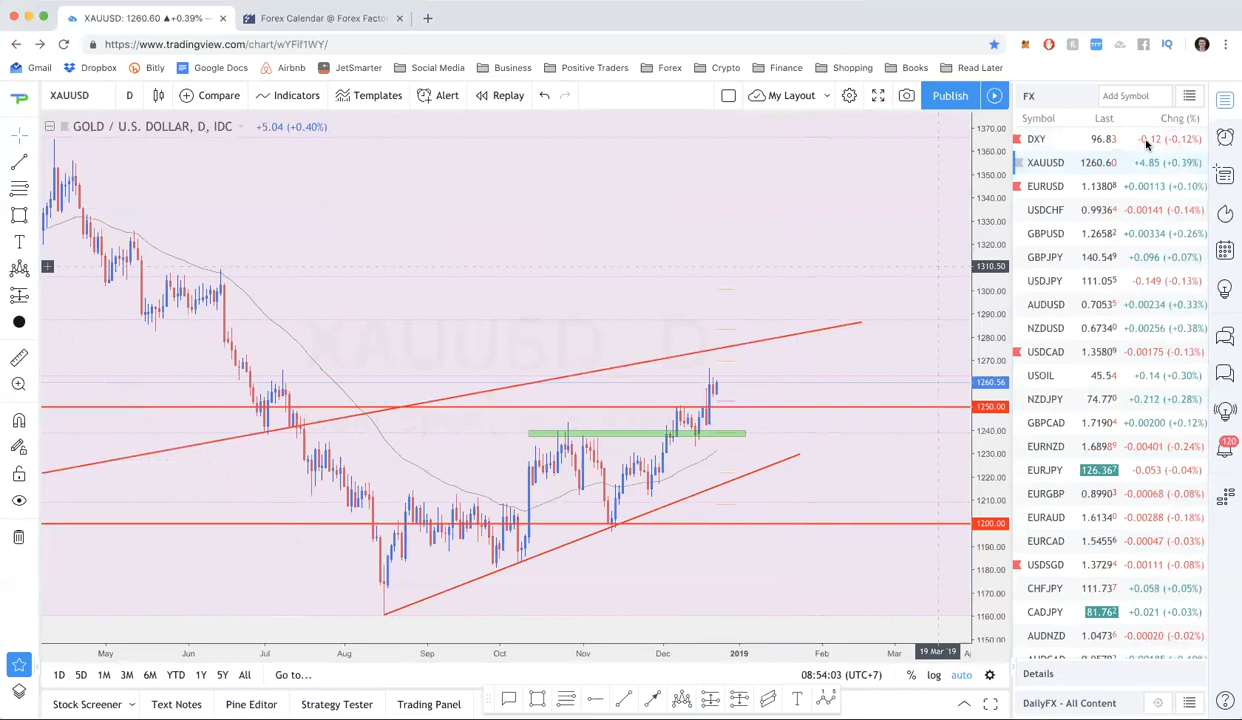 XAUUSD: 1260.60 ▲+0.39% ~
Forex Calendar @ Forex Facto
https://www.tradingview.com/chart/wYFif1WY/
Gmail Dropbox Bitly Google Docs Airbnb JetSmarter Social Media Business Positive Traders Forex Crypto Finance Shopping Books Read Later
XAUUSD D Compare Indicators Templates Alert Replay My Layout Publish
FX Add Symbol
GOLD / U.S. DOLLAR, D, IDC +5.04 (+0.40%)
Symbol Last Chng (%)
DXY 96.83 -0.12 (-0.12%)
XAUUSD 1260.60 +4.85 (+0.39%)
EURUSD 1.13808 +0.00113 (+0.10%)
USDCHF 0.99364 -0.00141 (-0.14%)
GBPUSD 1.26582 +0.00334 (+0.26%)
GBPJPY 140.549 +0.096 (+0.07%)
USDJPY 111.055 -0.149 (-0.13%)
AUDUSD 0.70535 +0.00234 (+0.33%)
NZDUSD 0.67340 +0.00256 (+0.38%)
USDCAD 1.35809 -0.00175 (-0.13%)
USOIL 45.54 +0.14 (+0.30%)
NZDJPY 74.770 +0.212 (+0.28%)
GBPCAD 1.71904 +0.00200 (+0.12%)
EURNZD 1.68989 -0.00401 (-0.24%)
EURJPY 126.367 -0.053 (-0.04%)
EURGBP 0.89903 -0.00068 (-0.08%)
EURAUD 1.61340 -0.00288 (-0.18%)
EURCAD 1.54556 -0.00047 (-0.03%)
USDSGD 1.37294 -0.00111 (-0.08%)
CHFJPY 111.737 +0.058 (+0.05%)
CADJPY 81.762 +0.021 (+0.03%)
AUDNZD 1.04736 -0.00020 (-0.02%)
1370.00
1360.00
1350.00
1340.00
1330.00
1320.00
1310.50
1300.00
1290.00
1280.00
1270.00
1260.56
1250.00
1240.00
1230.00
1220.00
1210.00
1200.00
1190.00
1180.00
1170.00
1160.00
1150.00
XAUUSD D
May Jun Jul Aug Sep Oct Nov Dec 2019 Feb Mar 19 Mar '19
1D 5D 1M 3M 6M YTD 1Y 5Y All Go to... 08:54:03 (UTC+7) % log auto
Details
Stock Screener Text Notes Pine Editor Strategy Tester Trading Panel
DailyFX - All Content
120